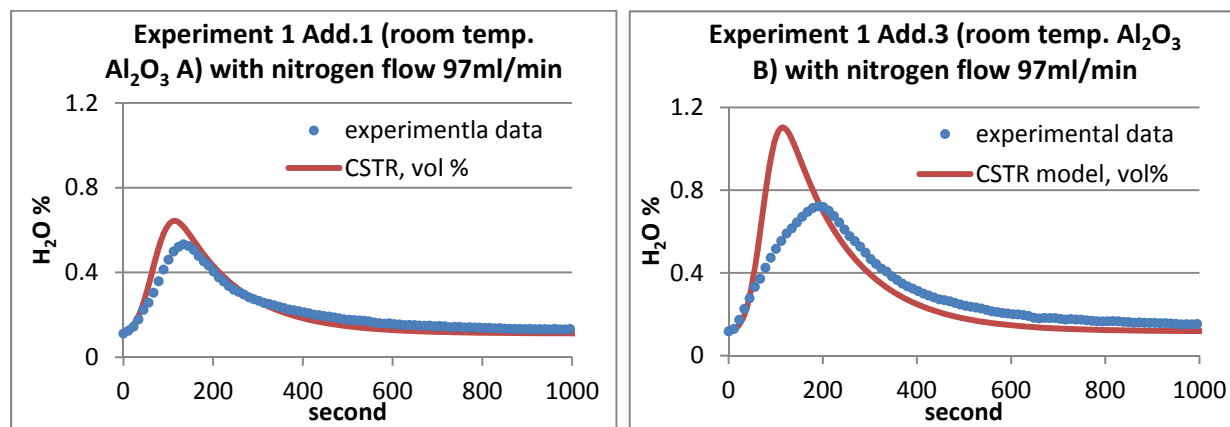 Experiment 1 Add.1 (room temp.
Al₂O₃ A) with nitrogen flow 97ml/min
1.2
experimentla data
CSTR, vol %
0.8
H₂O %
0.4
0
0 200 400 600 800 1000
second
Experiment 1 Add.3 (room temp. Al₂O₃
B) with nitrogen flow 97ml/min
1.2
experimental data
CSTR model, vol%
0.8
H₂O %
0.4
0
0 200 400 600 800 1000
second